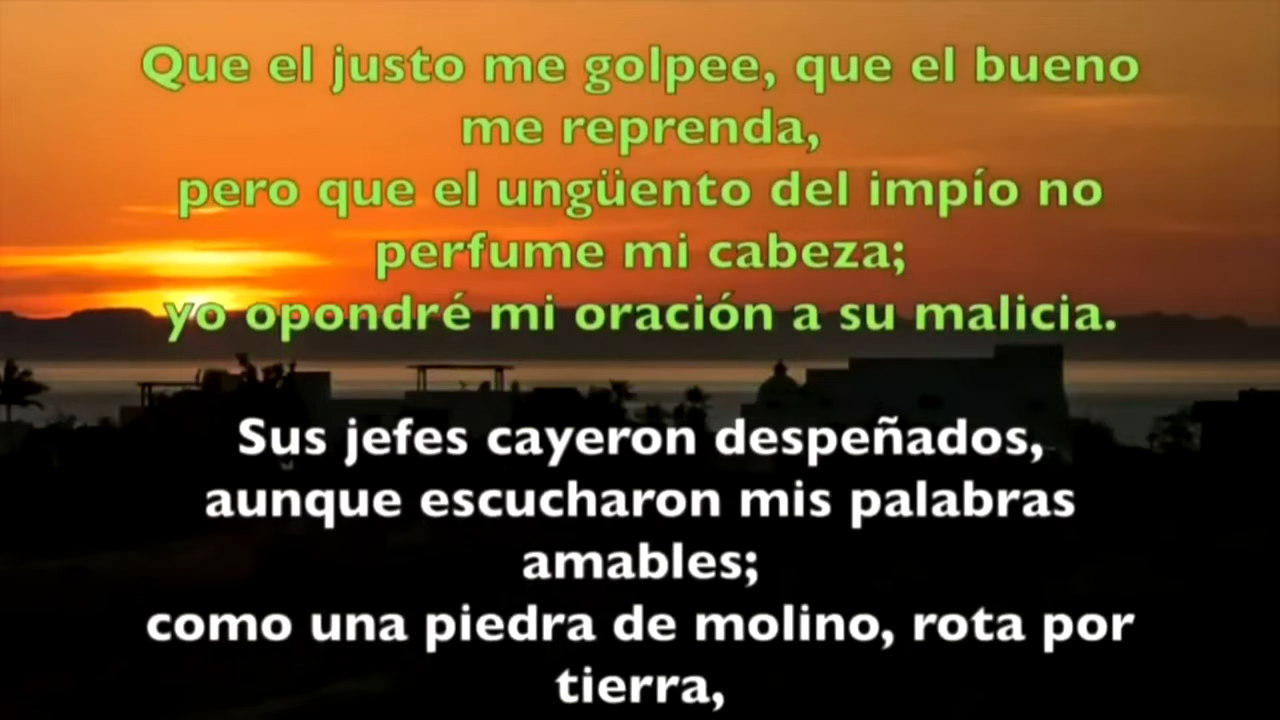 Que el justo me golpee, que el bueno
me reprenda,
pero que el ungüento del impío no
perfume mi cabeza;
yo opondré mi oración a su malicia.
Sus jefes cayeron despeñados,
aunque escucharon mis palabras
amables;
como una piedra de molino, rota por
tierra,